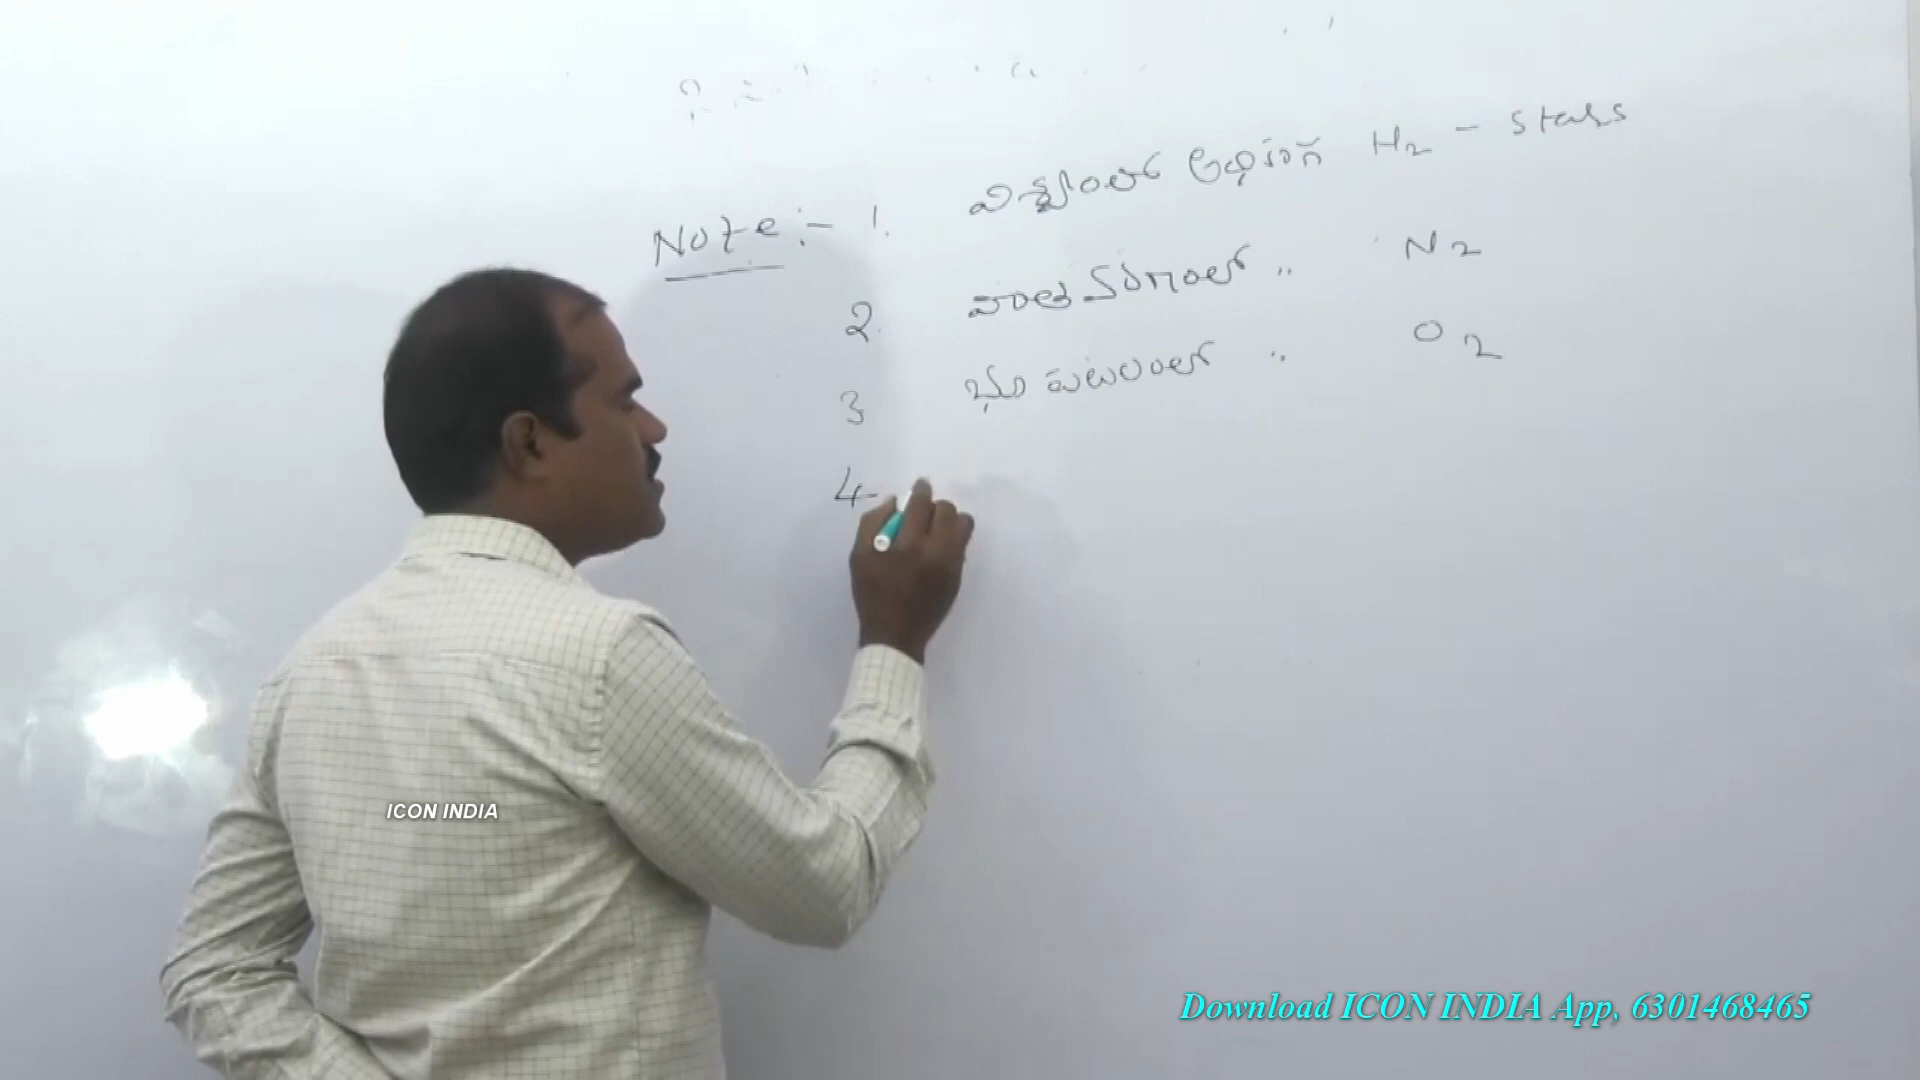 Note :- 1. విశ్వంలో అధికంగా H2 - Stars
2. వాతావరణంలో ,, N2
3 భూ పటలంలో ,, O2
4
ICON INDIA
Download ICON INDIA App, 6301468465